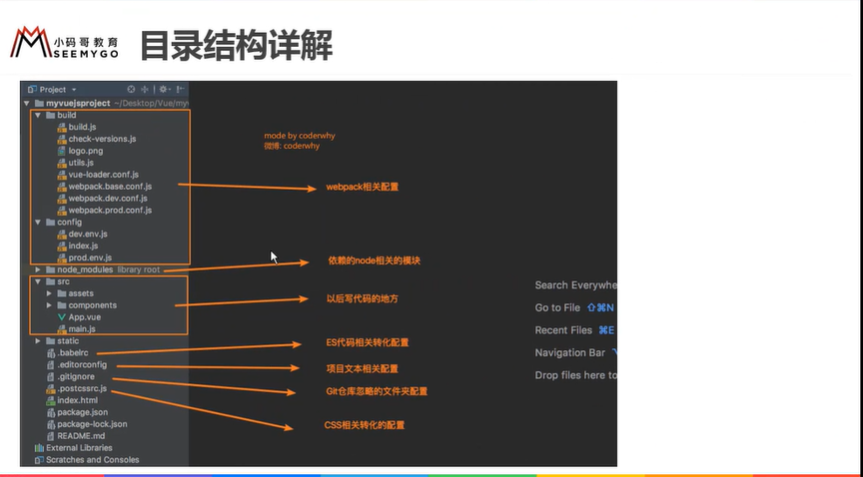 小码哥教育
SEEMYGO
目录结构详解
Project
myvuejsproject ~/Desktop/Vue/my
build
build.js
check-versions.js
logo.png
utils.js
vue-loader.conf.js
webpack.base.conf.js
webpack.dev.conf.js
webpack.prod.conf.js
config
dev.env.js
index.js
prod.env.js
node_modules library root
src
assets
components
App.vue
main.js
static
.babelrc
.editorconfig
.gitignore
.postcssrc.js
index.html
package.json
package-lock.json
README.md
External Libraries
Scratches and Consoles
mode by coderwhy
微博: coderwhy
webpack相关配置
依赖的node相关的模块
以后写代码的地方
ES代码相关转化配置
项目文本相关配置
Git仓库忽略的文件夹配置
CSS相关转化的配置
Search Everywhe
Go to File ⇧⌘N
Recent Files ⌘E
Navigation Bar
Drop files here to